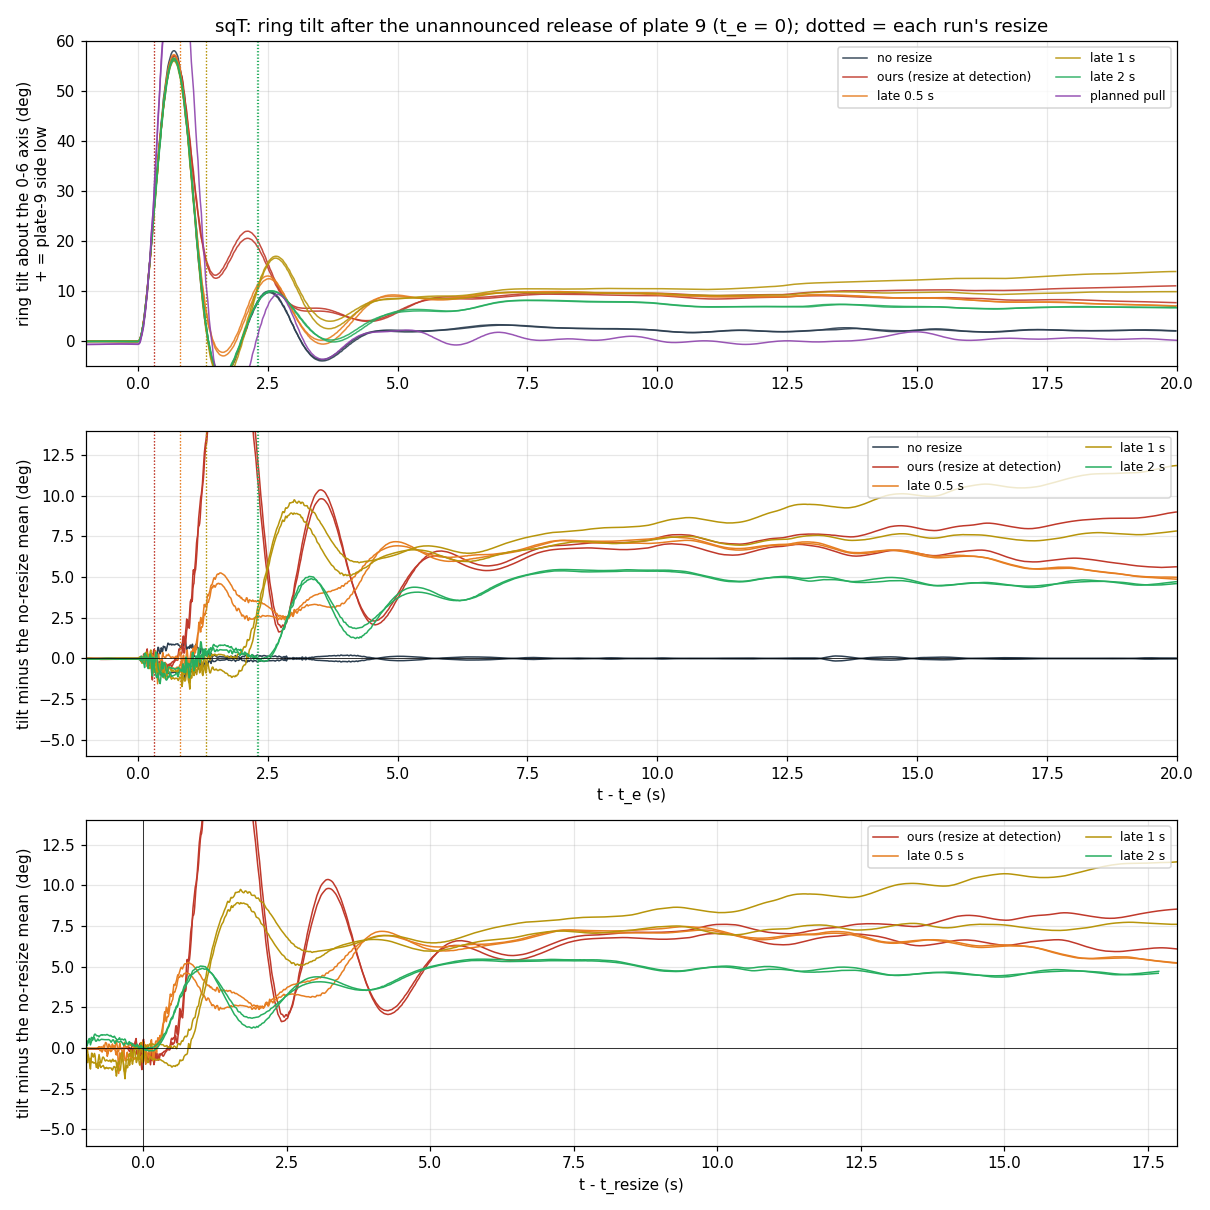 sqT: ring tilt after the unannounced release of plate 9 (t_e = 0); dotted = each run's resize
ring tilt about the 0-6 axis (deg)
+ = plate-9 side low
60
50
40
30
20
10
0
no resize
ours (resize at detection)
late 0.5 s
late 1 s
late 2 s
planned pull
0.0 2.5 5.0 7.5 10.0 12.5 15.0 17.5 20.0
tilt minus the no-resize mean (deg)
12.5
10.0
7.5
5.0
2.5
0.0
−2.5
−5.0
no resize
ours (resize at detection)
late 0.5 s
late 1 s
late 2 s
0.0 2.5 5.0 7.5 10.0 12.5 15.0 17.5 20.0
t - t_e (s)
tilt minus the no-resize mean (deg)
12.5
10.0
7.5
5.0
2.5
0.0
−2.5
−5.0
ours (resize at detection)
late 0.5 s
late 1 s
late 2 s
0.0 2.5 5.0 7.5 10.0 12.5 15.0 17.5
t - t_resize (s)